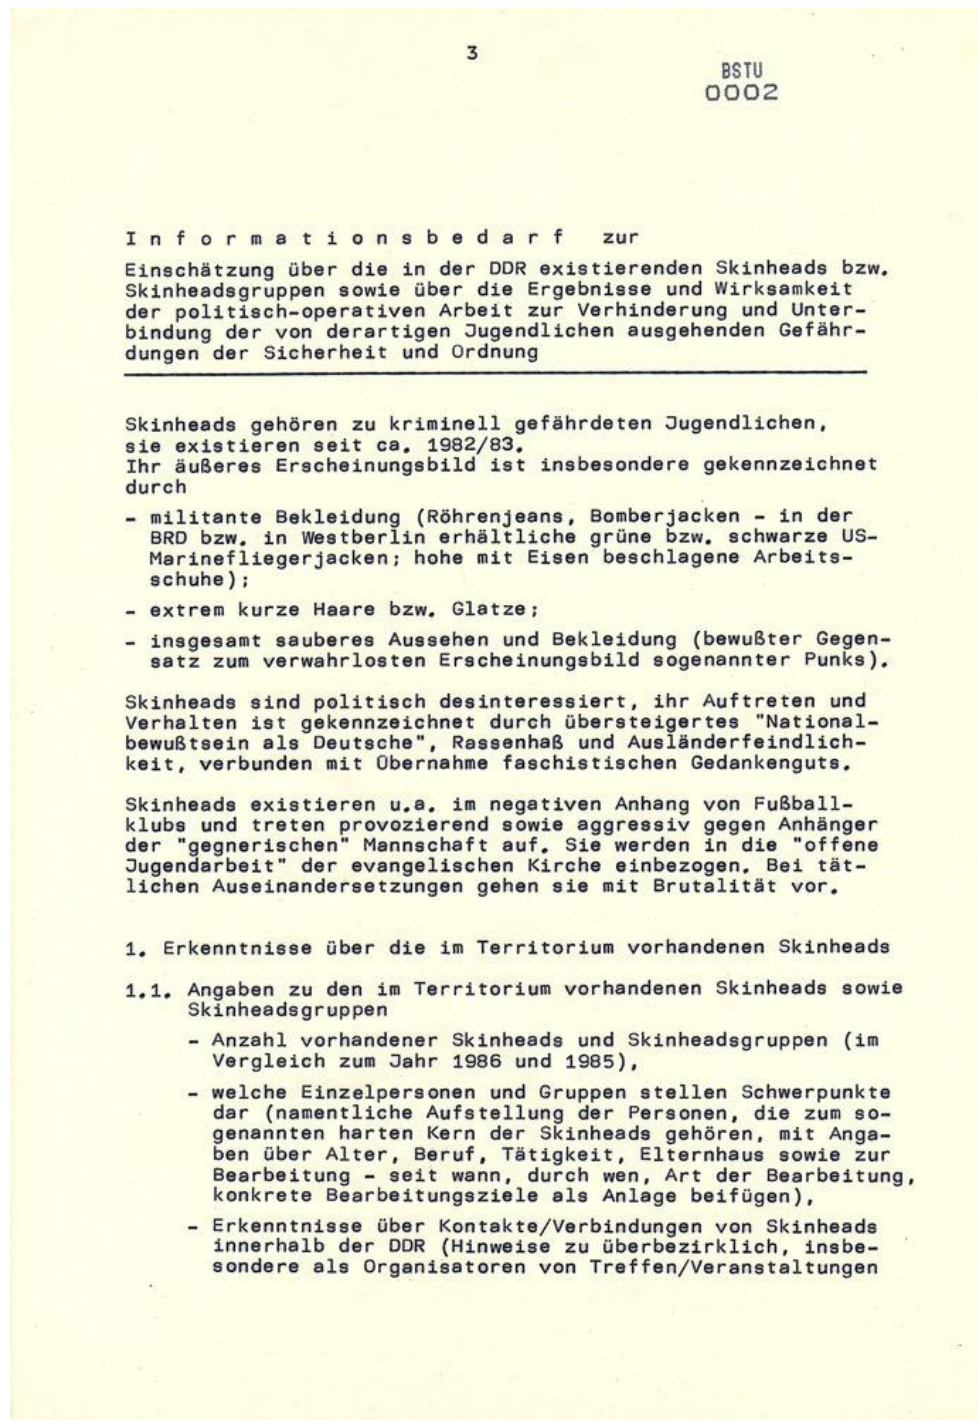 3
BSTU
0002
Informationsbedarf zur
Einschätzung über die in der DDR existierenden Skinheads bzw.
Skinheadsgruppen sowie über die Ergebnisse und Wirksamkeit
der politisch-operativen Arbeit zur Verhinderung und Unter-
bindung der von derartigen Jugendlichen ausgehenden Gefähr-
dungen der Sicherheit und Ordnung
Skinheads gehören zu kriminell gefährdeten Jugendlichen,
sie existieren seit ca. 1982/83.
Ihr äußeres Erscheinungsbild ist insbesondere gekennzeichnet
durch
- militante Bekleidung (Röhrenjeans, Bomberjacken - in der
BRD bzw. in Westberlin erhältliche grüne bzw. schwarze US-
Marinefliegerjacken; hohe mit Eisen beschlagene Arbeits-
schuhe);
- extrem kurze Haare bzw. Glatze;
- insgesamt sauberes Aussehen und Bekleidung (bewußter Gegen-
satz zum verwahrlosten Erscheinungsbild sogenannter Punks).
Skinheads sind politisch desinteressiert, ihr Auftreten und
Verhalten ist gekennzeichnet durch übersteigertes "National-
bewußtsein als Deutsche", Rassenhaß und Ausländerfeindlich-
keit, verbunden mit Übernahme faschistischen Gedankenguts.
Skinheads existieren u.a. im negativen Anhang von Fußball-
klubs und treten provozierend sowie aggressiv gegen Anhänger
der "gegnerischen" Mannschaft auf. Sie werden in die "offene
Jugendarbeit" der evangelischen Kirche einbezogen. Bei tät-
lichen Auseinandersetzungen gehen sie mit Brutalität vor.
1. Erkenntnisse über die im Territorium vorhandenen Skinheads
1.1. Angaben zu den im Territorium vorhandenen Skinheads sowie
Skinheadsgruppen
- Anzahl vorhandener Skinheads und Skinheadsgruppen (im
Vergleich zum Jahr 1986 und 1985),
- welche Einzelpersonen und Gruppen stellen Schwerpunkte
dar (namentliche Aufstellung der Personen, die zum so-
genannten harten Kern der Skinheads gehören, mit Anga-
ben über Alter, Beruf, Tätigkeit, Elternhaus sowie zur
Bearbeitung - seit wann, durch wen, Art der Bearbeitung,
konkrete Bearbeitungsziele als Anlage beifügen),
- Erkenntnisse über Kontakte/Verbindungen von Skinheads
innerhalb der DDR (Hinweise zu überbezirklich, insbe-
sondere als Organisatoren von Treffen/Veranstaltungen